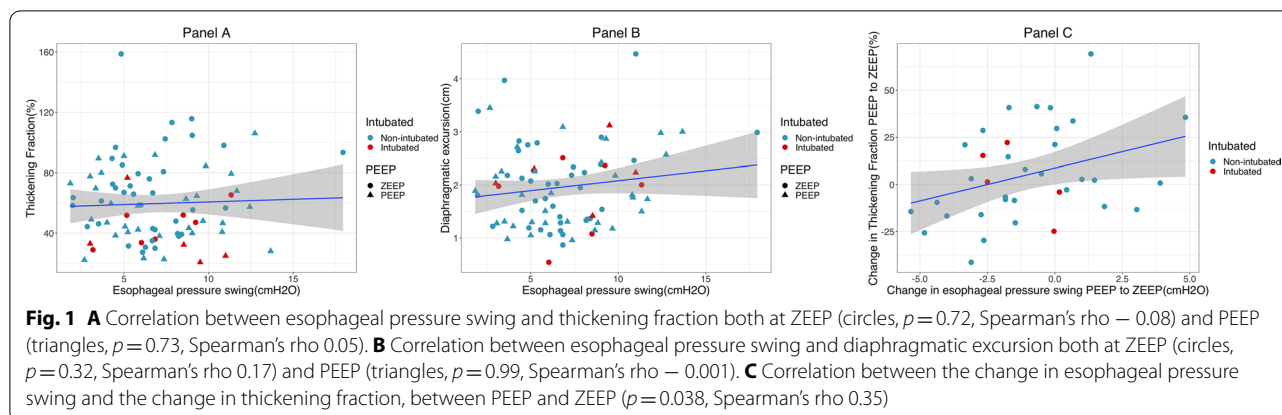 Panel A
Panel B
Panel C
Thickening Fraction(%)
160
120
80
40
5
10
15
Esophageal pressure swing(cmH2O)
Intubated
Non-intubated
Intubated
PEEP
ZEEP
PEEP
Diaphragmatic excursion(cm)
4
3
2
1
5
10
15
Esophageal pressure swing(cmH2O)
Intubated
Non-intubated
Intubated
PEEP
ZEEP
PEEP
Change in Thickening Fraction PEEP to ZEEP(%)
75
50
25
0
-25
-5.0
-2.5
0.0
2.5
5.0
Change in esophageal pressure swing PEEP to ZEEP(cmH2O)
Intubated
Non-intubated
Intubated
Fig. 1 A Correlation between esophageal pressure swing and thickening fraction both at ZEEP (circles, p = 0.72, Spearman's rho − 0.08) and PEEP
(triangles, p = 0.73, Spearman's rho 0.05). B Correlation between esophageal pressure swing and diaphragmatic excursion both at ZEEP (circles,
p = 0.32, Spearman's rho 0.17) and PEEP (triangles, p = 0.99, Spearman's rho − 0.001). C Correlation between the change in esophageal pressure
swing and the change in thickening fraction, between PEEP and ZEEP (p = 0.038, Spearman's rho 0.35)